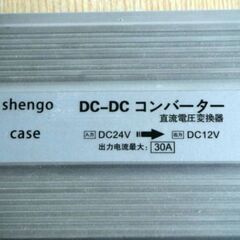 shengo
case
DC-DC コンバーター
直流電圧変換器
入力 DC24V ➡ 出力 DC12V
出力电流最大: 30A